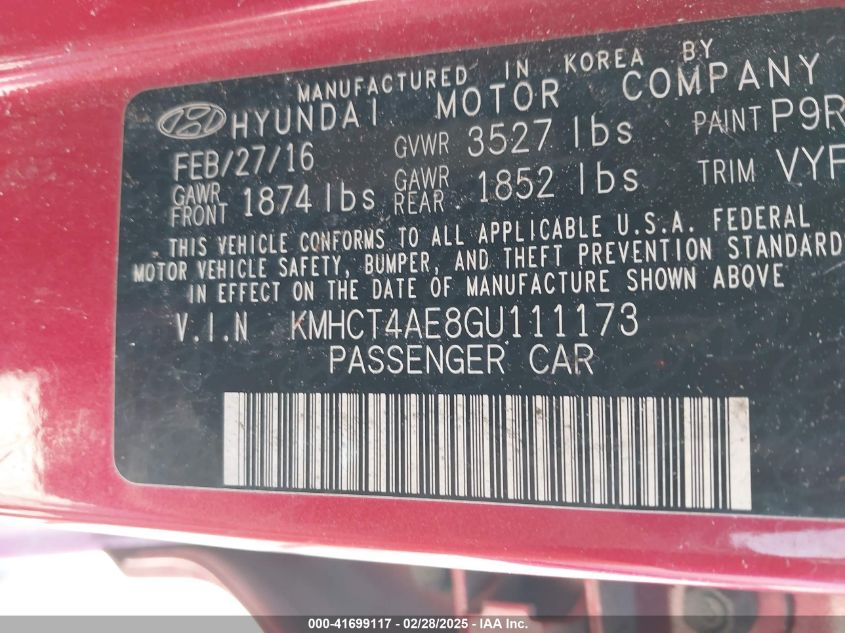 MANUFACTURED IN KOREA BY
HYUNDAI MOTOR COMPANY
FEB/27/16 GVWR 3527 lbs PAINT P9R
GAWR FRONT 1874 lbs GAWR REAR 1852 lbs TRIM VYF
THIS VEHICLE CONFORMS TO ALL APPLICABLE U.S.A. FEDERAL
MOTOR VEHICLE SAFETY, BUMPER, AND THEFT PREVENTION STANDARD
IN EFFECT ON THE DATE OF MANUFACTURE SHOWN ABOVE
V.I.N KMHCT4AE8GU111173
PASSENGER CAR
000-41699117 - 02/28/2025 - IAA Inc.